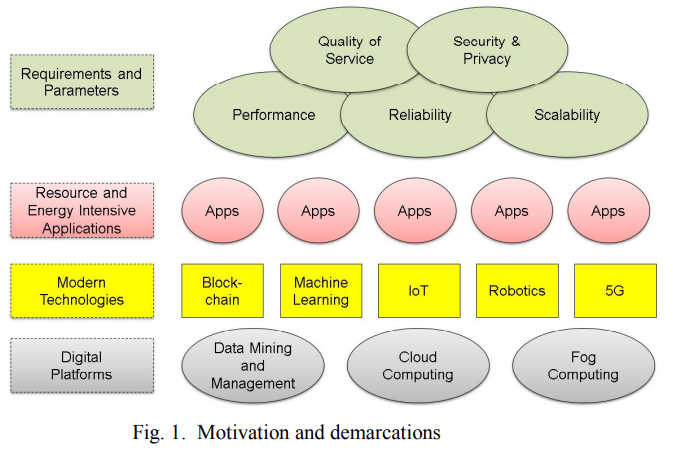 Quality of
Service
Security &
Privacy
Requirements and
Parameters
Performance
Reliability
Scalability
Resource and
Energy Intensive
Applications
Apps
Apps
Apps
Apps
Apps
Modern
Technologies
Block-
chain
Machine
Learning
IoT
Robotics
5G
Digital
Platforms
Data Mining
and
Management
Cloud
Computing
Fog
Computing
Fig. 1. Motivation and demarcations